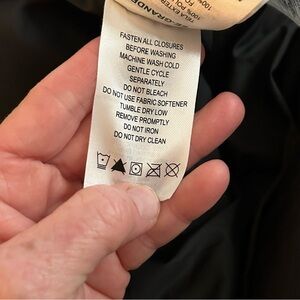 FASTEN ALL CLOSURES
BEFORE WASHING
MACHINE WASH COLD
GENTLE CYCLE
SEPARATELY
DO NOT BLEACH
DO NOT USE FABRIC SOFTENER
TUMBLE DRY LOW
REMOVE PROMPTLY
DO NOT IRON
DO NOT DRY CLEAN